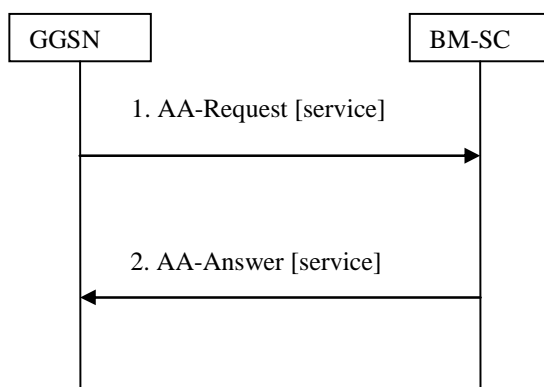 GGSN
BM-SC
1. AA-Request [service]
2. AA-Answer [service]